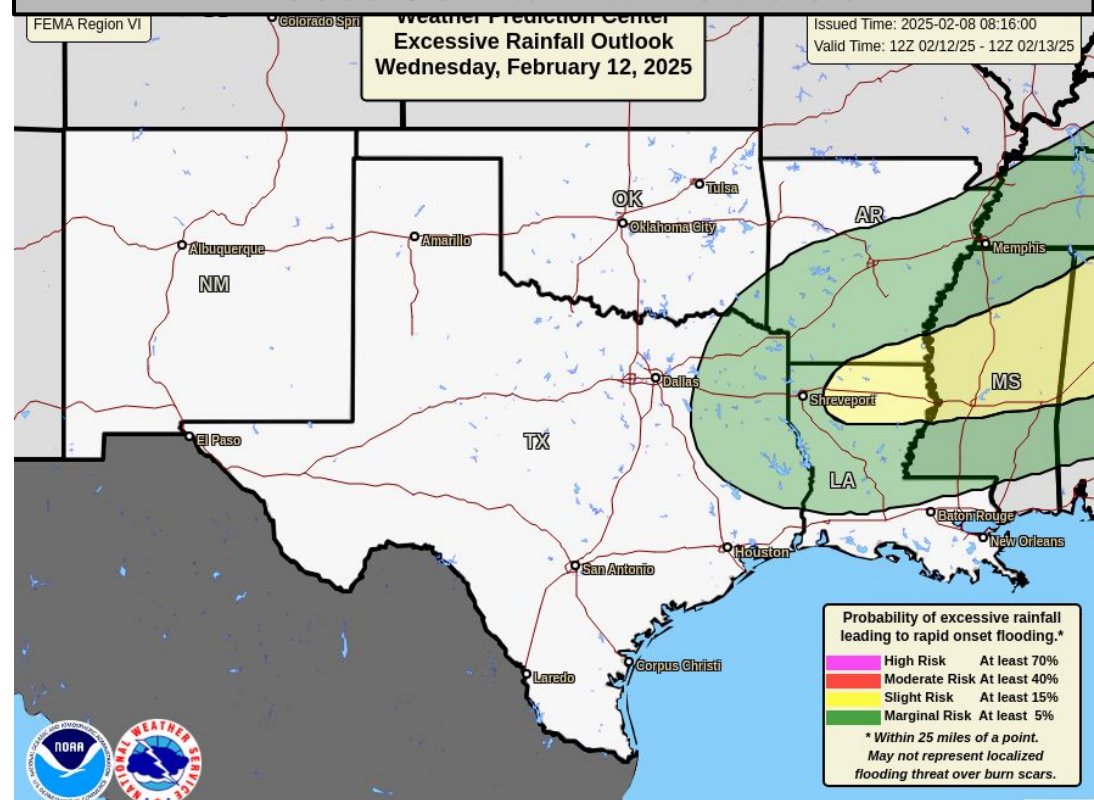 FEMA Region VI
Colorado Spri
Weather Prediction Center
Excessive Rainfall Outlook
Wednesday, February 12, 2025
Issued Time: 2025-02-08 08:16:00
Valid Time: 12Z 02/12/25 - 12Z 02/13/25
Tulsa
OK
AR
Oklahoma City
Amarillo
Albuquerque
Memphis
NM
Dallas
MS
Shreveport
El Paso
TX
LA
Baton Rouge
New Orleans
Houston
San Antonio
Corpus Christi
Laredo
Probability of excessive rainfall
leading to rapid onset flooding.*
High Risk At least 70%
Moderate Risk At least 40%
Slight Risk At least 15%
Marginal Risk At least 5%
* Within 25 miles of a point.
May not represent localized
flooding threat over burn scars.
NOAA
NATIONAL WEATHER SERVICE